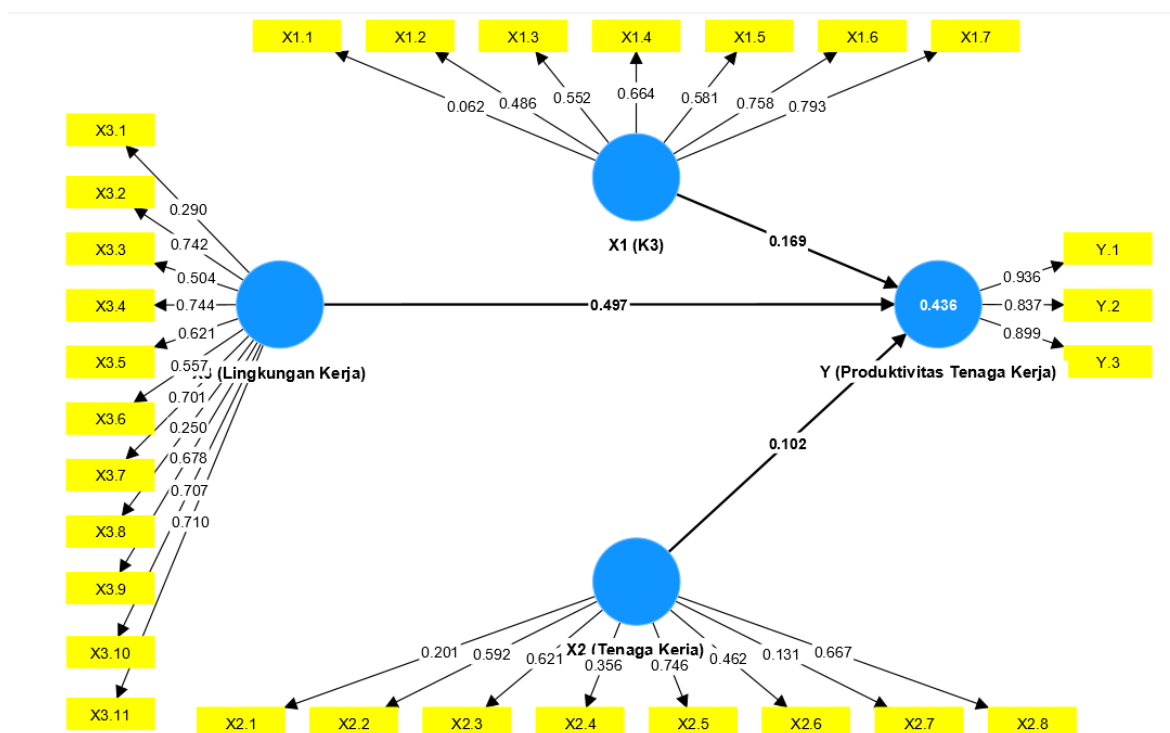 X1.1 X1.2 X1.3 X1.4 X1.5 X1.6 X1.7
0.062 0.486 0.552 0.664 0.581 0.758 0.793
X1 (K3)
X3.1
X3.2
X3.3
X3.4
X3.5
X3.6
X3.7
X3.8
X3.9
X3.10
X3.11
0.290
0.742
0.504
0.744
0.621
0.557
0.701
0.250
0.678
0.707
0.710
(Lingkungan Kerja)
0.169
0.497
0.102
0.436
Y (Produktivitas Tenaga Kerja)
0.936
0.837
0.899
Y.1
Y.2
Y.3
X2 (Tenaga Kerja)
0.201 0.592 0.621 0.356 0.746 0.462 0.131 0.667
X2.1 X2.2 X2.3 X2.4 X2.5 X2.6 X2.7 X2.8